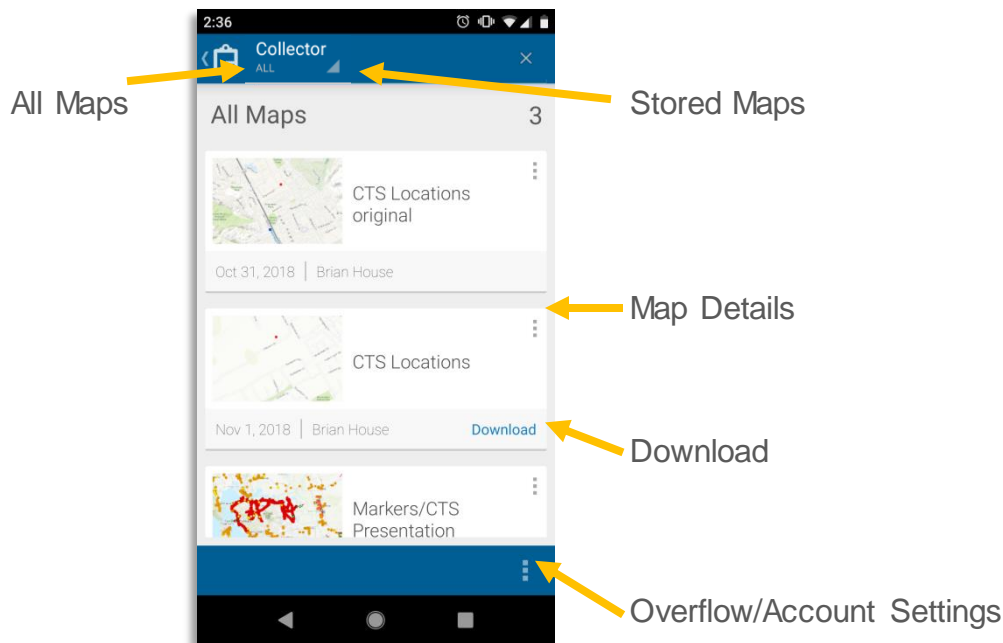 2:36
Collector
ALL
All Maps
Stored Maps
All Maps 3
CTS Locations
original
Oct 31, 2018 | Brian House
Map Details
CTS Locations
Nov 1, 2018 | Brian House Download
Download
Markers/CTS
Presentation
Overflow/Account Settings